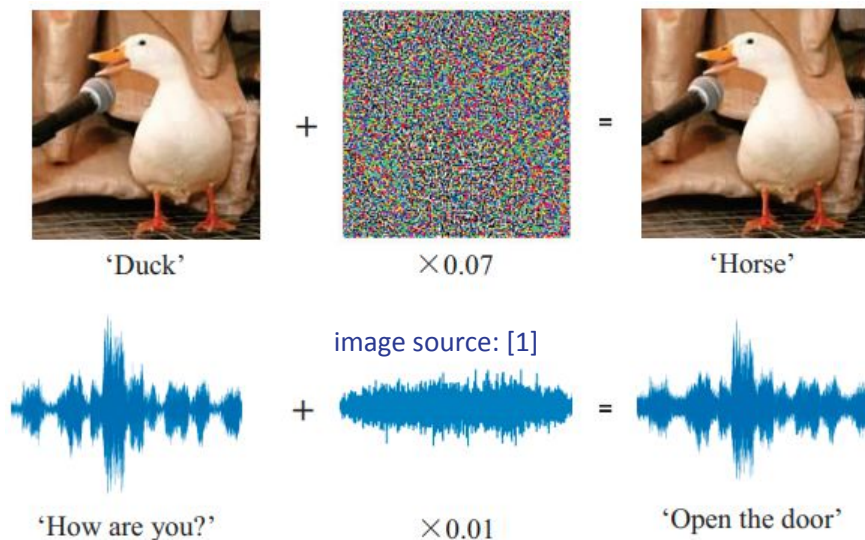 + =
‘Duck’ ×0.07 ‘Horse’
image source: [1]
+ =
‘How are you?’ ×0.01 ‘Open the door’